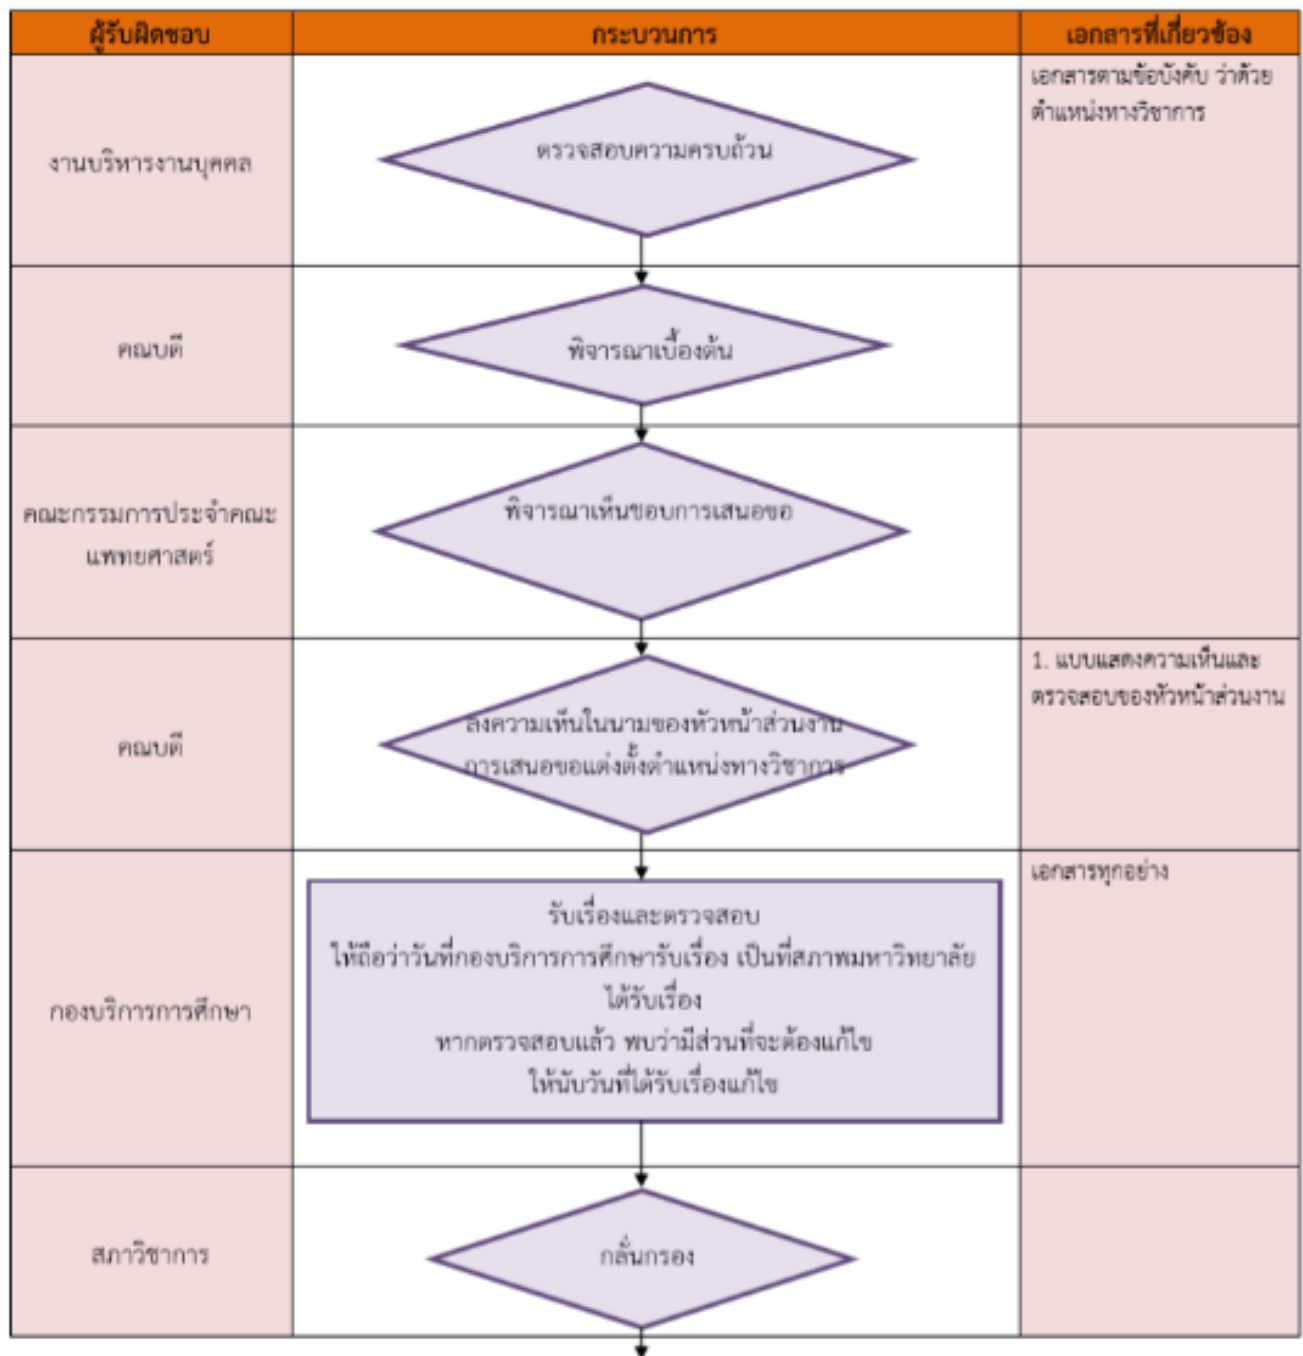 ผู้รับผิดชอบ
กระบวนการ
เอกสารที่เกี่ยวข้อง
งานบริหารงานบุคคล
ตรวจสอบความครบถ้วน
เอกสารตามข้อบังคับ ว่าด้วย
ตำแหน่งทางวิชาการ
คณบดี
พิจารณาเบื้องต้น
คณะกรรมการประจำคณะ
แพทยศาสตร์
พิจารณาเห็นชอบการเสนอขอ
คณบดี
ลงความเห็นในนามของหัวหน้าส่วนงาน
การเสนอขอแต่งตั้งตำแหน่งทางวิชาการ
1. แบบแสดงความเห็นและ
ตรวจสอบของหัวหน้าส่วนงาน
กองบริการการศึกษา
รับเรื่องและตรวจสอบ
ให้ถือว่าวันที่กองบริการการศึกษารับเรื่อง เป็นที่สภาพมหาวิทยาลัย
ได้รับเรื่อง
หากตรวจสอบแล้ว พบว่ามีส่วนที่จะต้องแก้ไข
ให้นับวันที่ได้รับเรื่องแก้ไข
เอกสารทุกอย่าง
สภาวิชาการ
กลั่นกรอง